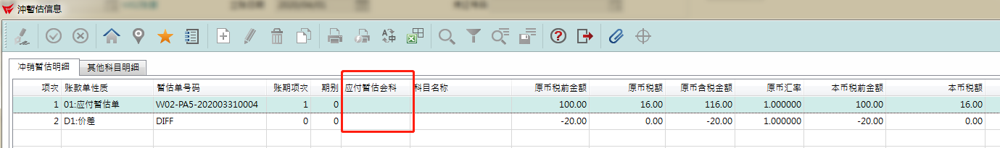 沖暫估信息
冲销暂估明细 其他科目明细
项次 账款单性质 暂估单号码 账期项次 期别 应付暂估会科 科目名称 原币税前金额 原币税额 原币含税金额 原币汇率 本币税前金额 本币税额
1 01:应付暂估单 W02-PA5-202003310004 1 0 100.00 16.00 116.00 1.000000 100.00 16.00
2 D1:价差 DIFF 0 0 -20.00 0.00 -20.00 1.000000 -20.00 0.00